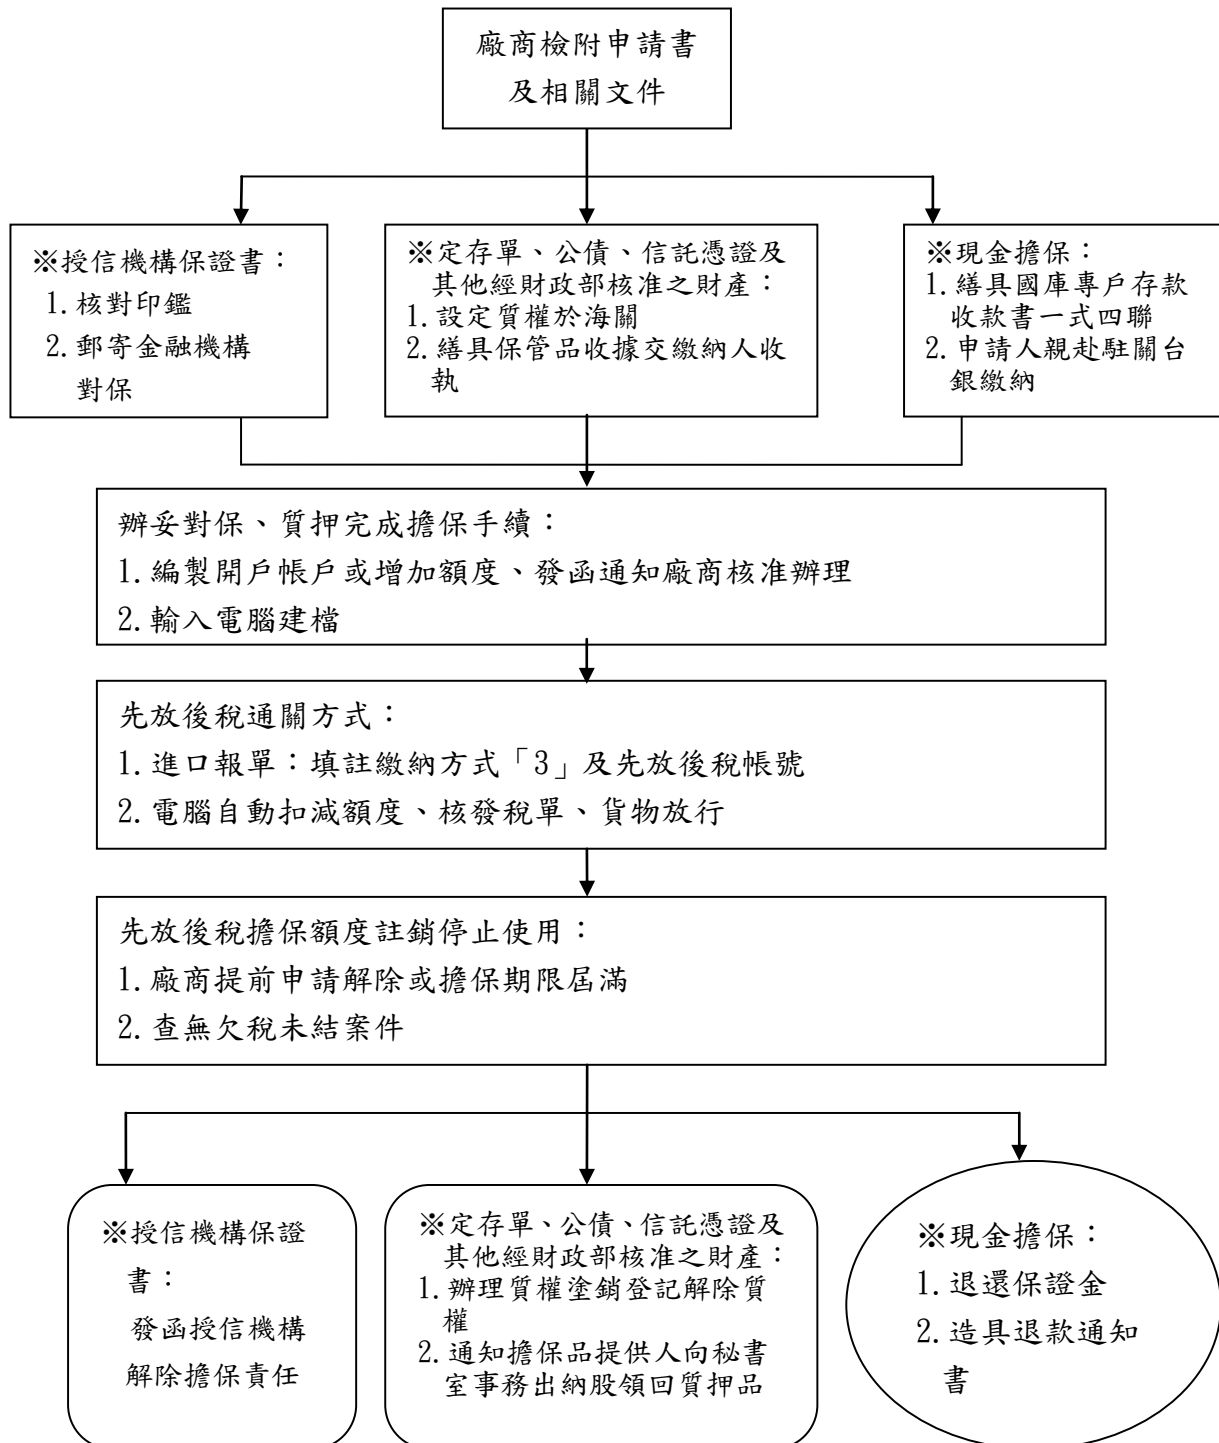 廠商檢附申請書
及相關文件
※授信機構保證書：
1.核對印鑑
2.郵寄金融機構
對保
※定存單、公債、信託憑證及
其他經財政部核准之財產：
1.設定質權於海關
2.繕具保管品收據交繳納人收
執
※現金擔保：
1.繕具國庫專戶存款
收款書一式四聯
2.申請人親赴駐關台
銀繳納
辦妥對保、質押完成擔保手續：
1.編製開戶帳戶或增加額度、發函通知廠商核准辦理
2.輸入電腦建檔
先放後稅通關方式：
1.進口報單：填註繳納方式「3」及先放後稅帳號
2.電腦自動扣減額度、核發稅單、貨物放行
先放後稅擔保額度註銷停止使用：
1.廠商提前申請解除或擔保期限屆滿
2.查無欠稅未結案件
※授信機構保證
書：
發函授信機構
解除擔保責任
※定存單、公債、信託憑證及
其他經財政部核准之財產：
1.辦理質權塗銷登記解除質
權
2.通知擔保品提供人向秘書
室事務出納股領回質押品
※現金擔保：
1.退還保證金
2.造具退款通知
書